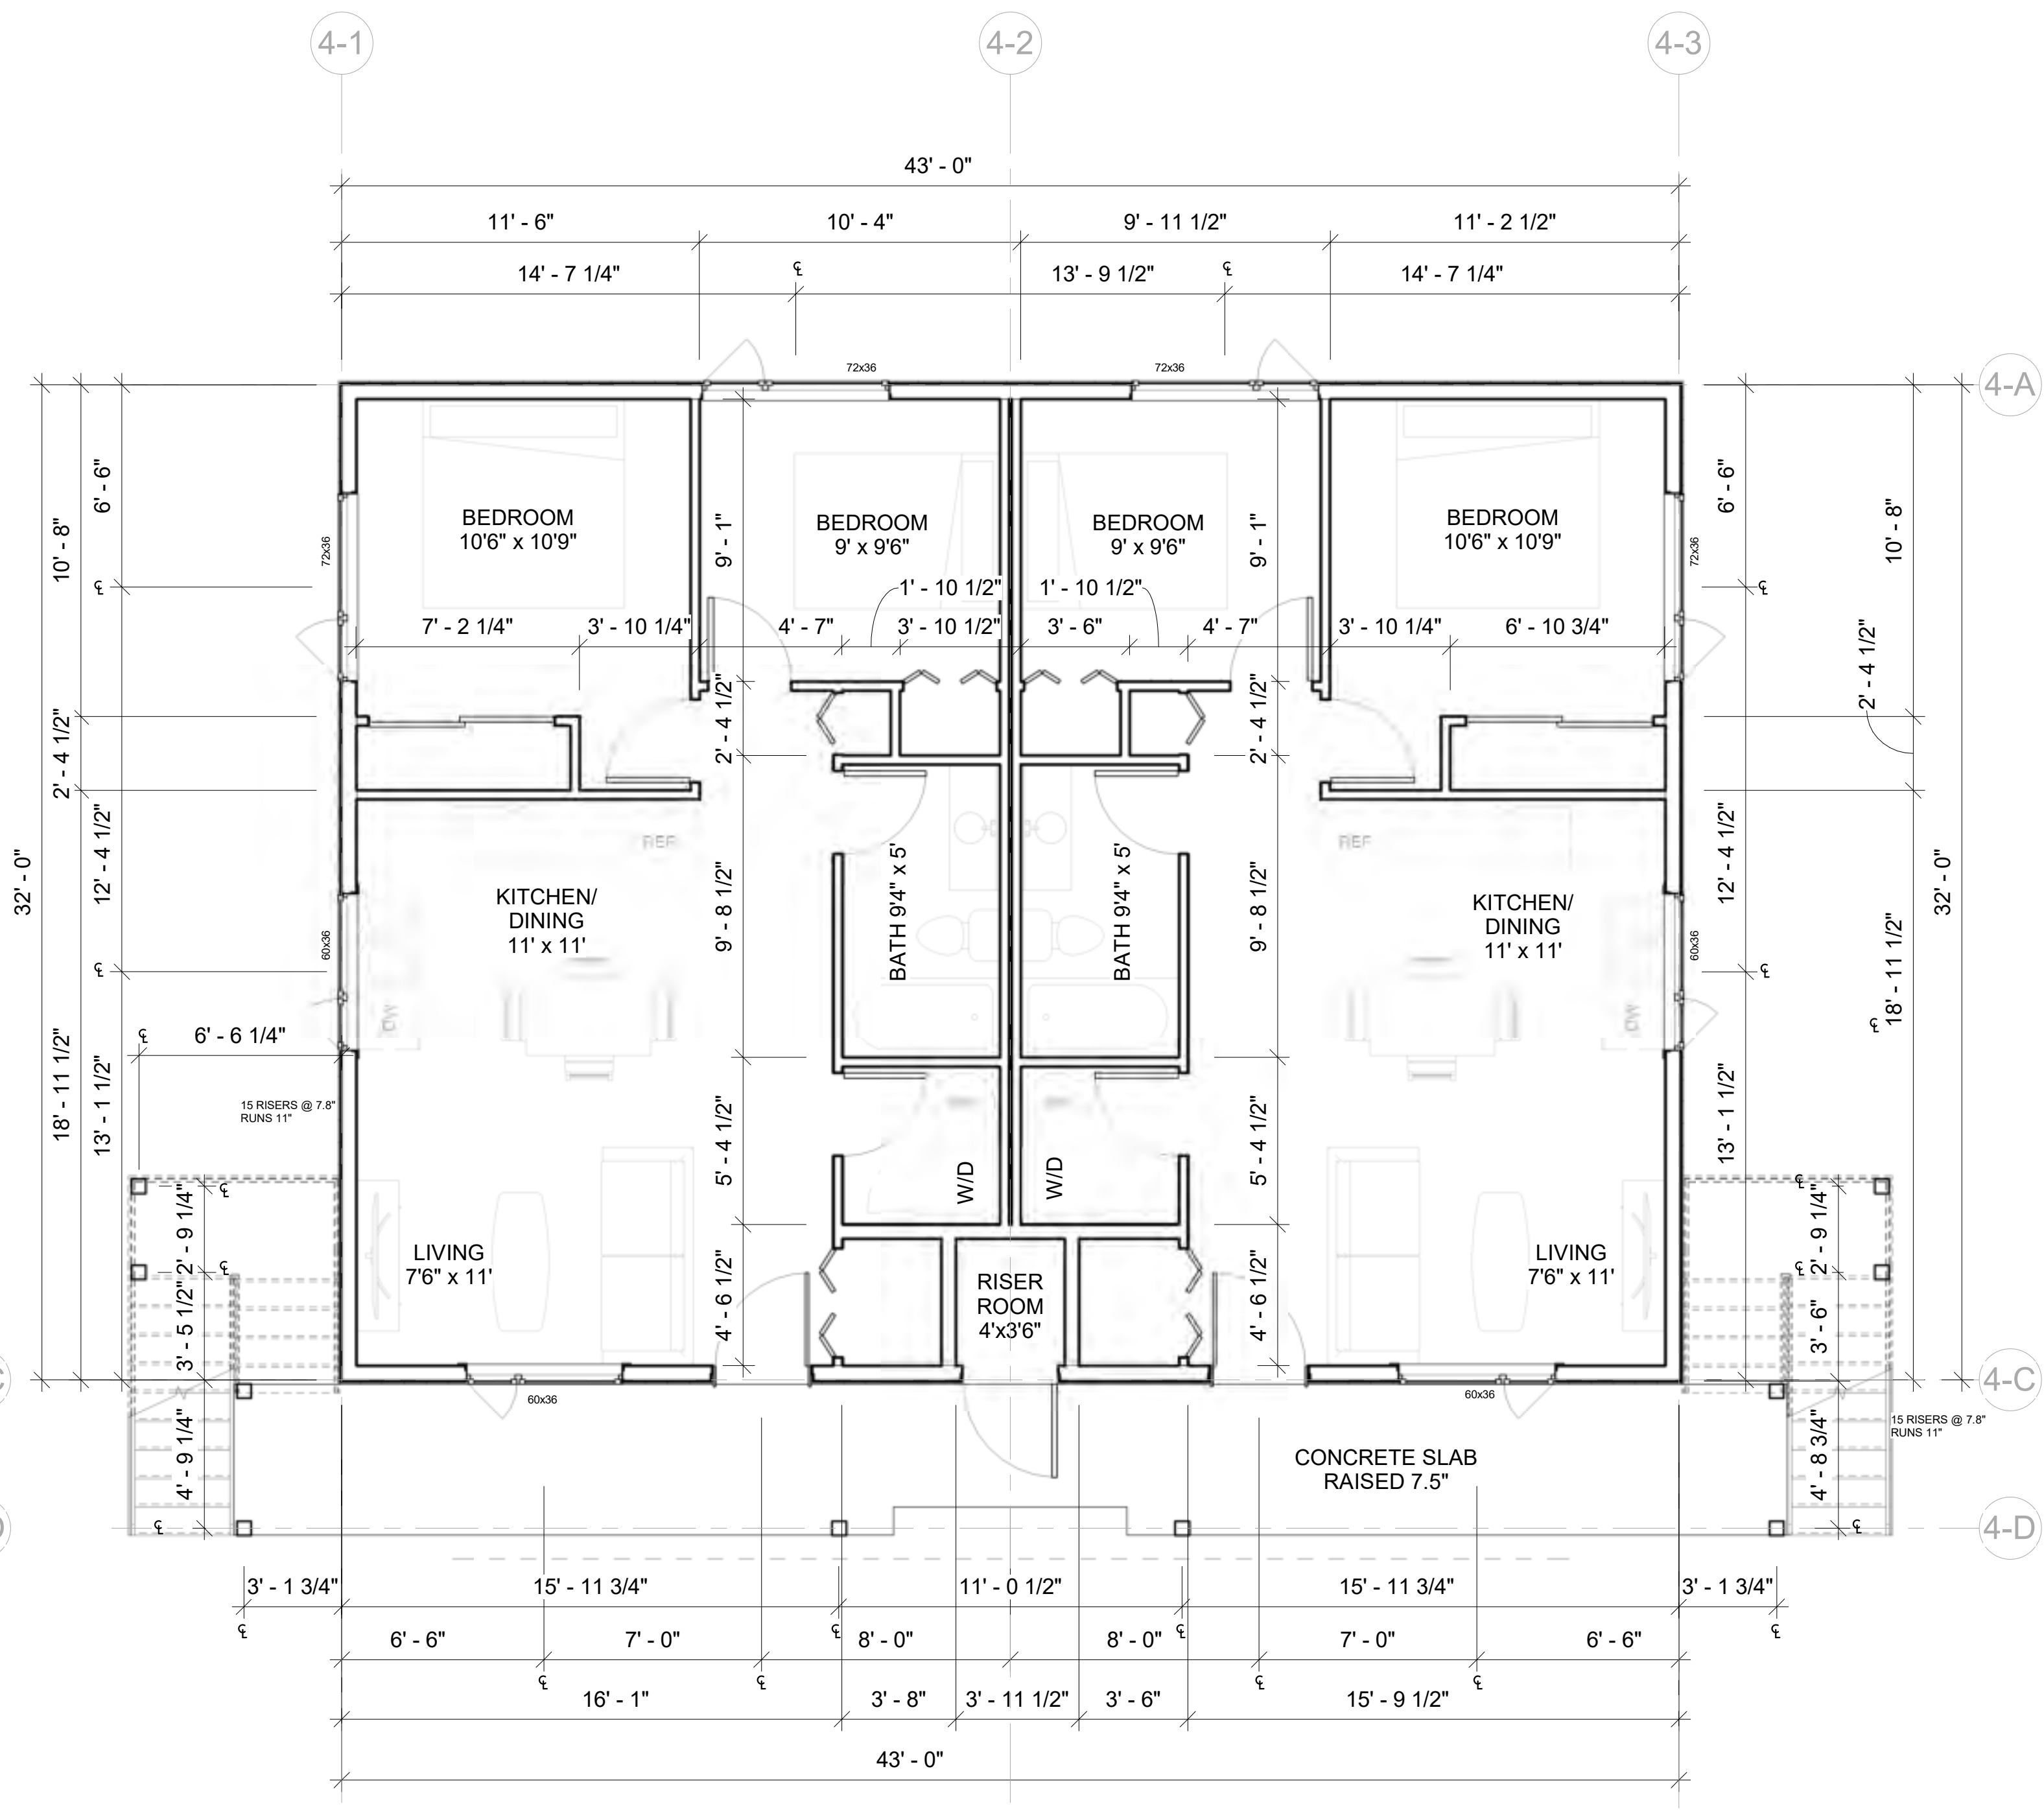 4-1
4-2
4-3
43' - 0"
11' - 6"
10' - 4"
9' - 11 1/2"
11' - 2 1/2"
14' - 7 1/4"
℄
13' - 9 1/2"
℄
14' - 7 1/4"
72x36
72x36
4-A
6' - 6"
10' - 8"
℄
72x36
BEDROOM
10'6" x 10'9"
9' - 1"
BEDROOM
9' x 9'6"
BEDROOM
9' x 9'6"
9' - 1"
BEDROOM
10'6" x 10'9"
72x36
6' - 6"
10' - 8"
℄
1' - 10 1/2"
1' - 10 1/2"
7' - 2 1/4"
3' - 10 1/4"
4' - 7"
3' - 10 1/2"
3' - 6"
4' - 7"
3' - 10 1/4"
6' - 10 3/4"
2' - 4 1/2"
2' - 4 1/2"
2' - 4 1/2"
2' - 4 1/2"
32' - 0"
12' - 4 1/2"
REF
REF
12' - 4 1/2"
32' - 0"
KITCHEN/
DINING
11' x 11'
9' - 8 1/2"
BATH 9'4" x 5'
BATH 9'4" x 5'
9' - 8 1/2"
KITCHEN/
DINING
11' x 11'
60x36
60x36
℄
℄
18' - 11 1/2"
℄
DW
DW
℄
6' - 6 1/4"
18' - 11 1/2"
13' - 1 1/2"
15 RISERS @ 7.8"
RUNS 11"
5' - 4 1/2"
W/D
W/D
5' - 4 1/2"
13' - 1 1/2"
℄
2' - 9 1/4"
℄
3' - 5 1/2"
LIVING
7'6" x 11'
4' - 6 1/2"
RISER
ROOM
4'x3'6"
4' - 6 1/2"
LIVING
7'6" x 11'
℄
2' - 9 1/4"
℄
3' - 6"
4-C
60x36
60x36
4' - 9 1/4"
℄
CONCRETE SLAB
RAISED 7.5"
4' - 8 3/4"
15 RISERS @ 7.8"
RUNS 11"
℄
4-D
3' - 1 3/4"
15' - 11 3/4"
11' - 0 1/2"
15' - 11 3/4"
3' - 1 3/4"
℄
℄
℄
℄
6' - 6"
7' - 0"
8' - 0"
8' - 0"
7' - 0"
6' - 6"
℄
℄
℄
℄
16' - 1"
3' - 8"
3' - 11 1/2"
3' - 6"
15' - 9 1/2"
43' - 0"